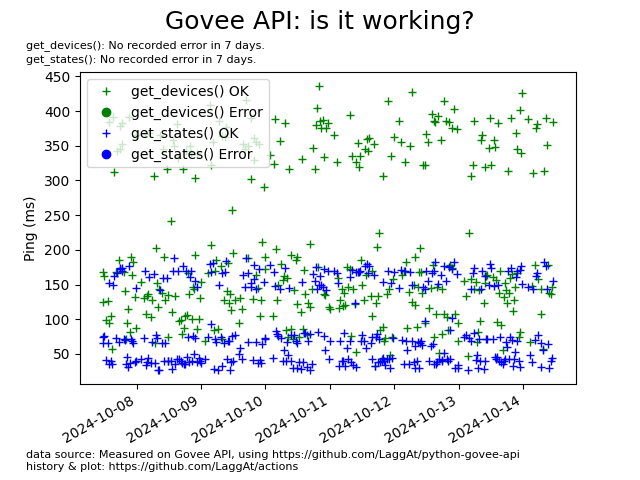 Govee API: is it working?
get_devices(): No recorded error in 7 days.
get_states(): No recorded error in 7 days.
get_devices() OK
get_devices() Error
get_states() OK
get_states() Error
Ping (ms)
450
400
350
300
250
200
150
100
50
2024-10-08
2024-10-09
2024-10-10
2024-10-11
2024-10-12
2024-10-13
2024-10-14
data source: Measured on Govee API, using https://github.com/LaggAt/python-govee-api
history & plot: https://github.com/LaggAt/actions